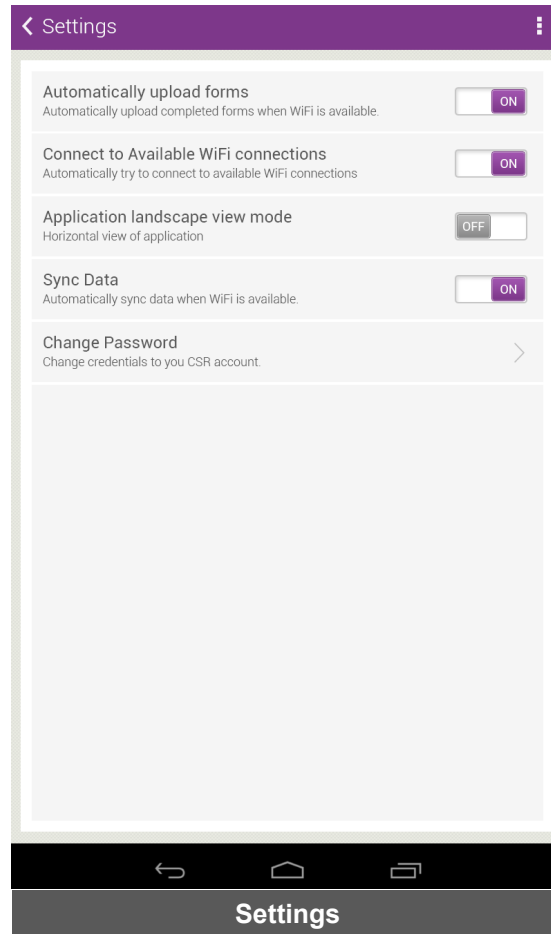 Settings
Automatically upload forms
Automatically upload completed forms when WiFi is available.
ON
Connect to Available WiFi connections
Automatically try to connect to available WiFi connections
ON
Application landscape view mode
Horizontal view of application
OFF
Sync Data
Automatically sync data when WiFi is available.
ON
Change Password
Change credentials to you CSR account.
Settings